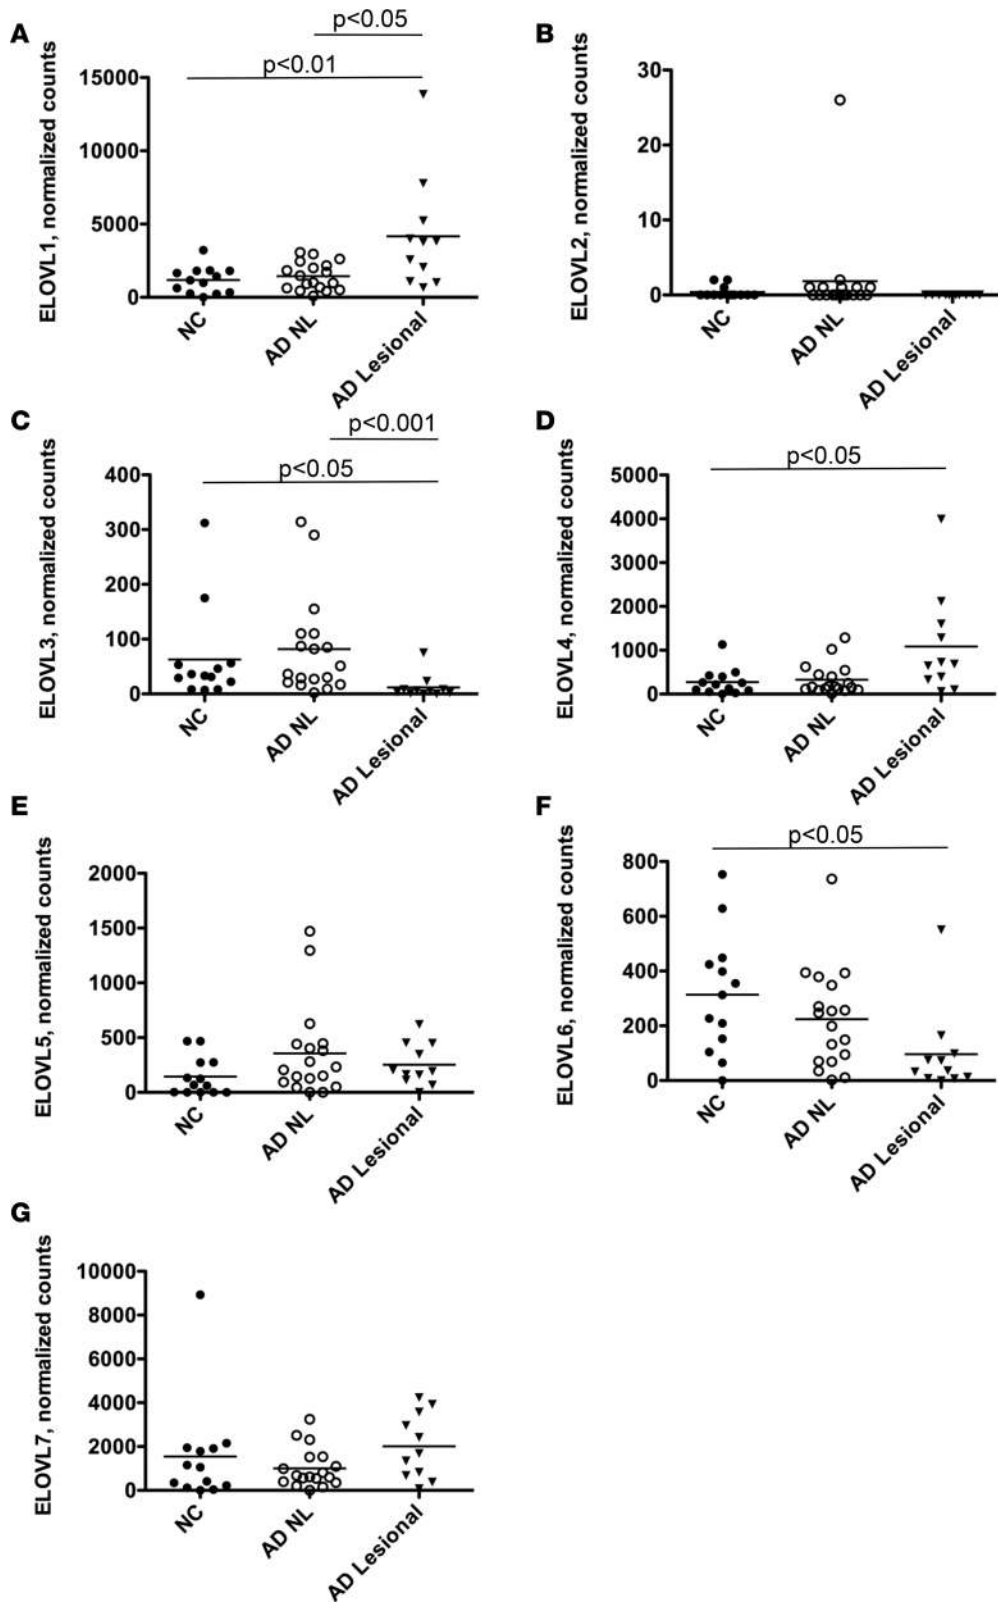 A
p<0.05
p<0.01
ELOVL1, normalized counts
15000
10000
5000
0
NC
AD NL
AD Lesional
B
ELOVL2, normalized counts
30
20
10
0
NC
AD NL
AD Lesional
C
p<0.001
p<0.05
ELOVL3, normalized counts
400
300
200
100
0
NC
AD NL
AD Lesional
D
p<0.05
ELOVL4, normalized counts
5000
4000
3000
2000
1000
0
NC
AD NL
AD Lesional
E
ELOVL5, normalized counts
2000
1500
1000
500
0
NC
AD NL
AD Lesional
F
p<0.05
ELOVL6, normalized counts
800
600
400
200
0
NC
AD NL
AD Lesional
G
ELOVL7, normalized counts
10000
8000
6000
4000
2000
0
NC
AD NL
AD Lesional